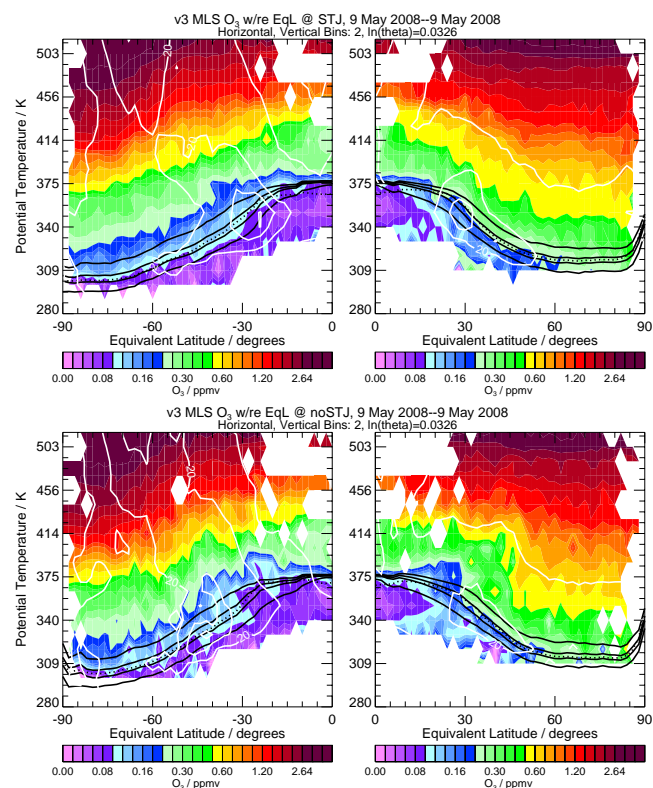 v3 MLS O3 w/re EqL @ STJ, 9 May 2008--9 May 2008
Horizontal, Vertical Bins: 2, ln(theta)=0.0326
503
456
414
375
340
309
280
Potential Temperature / K
20
503
456
414
375
340
309
280
-90 -60 -30 0 0 30 60 90
Equivalent Latitude / degrees Equivalent Latitude / degrees
0.00 0.08 0.16 0.30 0.60 1.20 2.64 0.00 0.08 0.16 0.30 0.60 1.20 2.64
O3 / ppmv O3 / ppmv
v3 MLS O3 w/re EqL @ noSTJ, 9 May 2008--9 May 2008
Horizontal, Vertical Bins: 2, ln(theta)=0.0326
503
456
414
375
340
309
280
Potential Temperature / K
20
20
20
503
456
414
375
340
309
280
-90 -60 -30 0 0 30 60 90
Equivalent Latitude / degrees Equivalent Latitude / degrees
0.00 0.08 0.16 0.30 0.60 1.20 2.64 0.00 0.08 0.16 0.30 0.60 1.20 2.64
O3 / ppmv O3 / ppmv